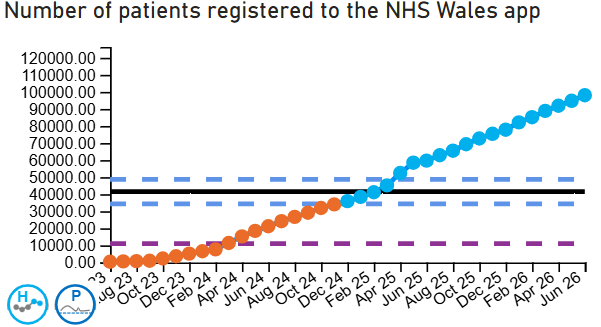 Number of patients registered to the NHS Wales app
120000.00
110000.00
100000.00
90000.00
80000.00
70000.00
60000.00
50000.00
40000.00
30000.00
20000.00
10000.00
0.00
23
Aug 23
Oct 23
Dec 23
Feb 24
Apr 24
Jun 24
Aug 24
Oct 24
Dec 24
Feb 25
Apr 25
Jun 25
Aug 25
Oct 25
Dec 25
Feb 26
Apr 26
Jun 26
H
P